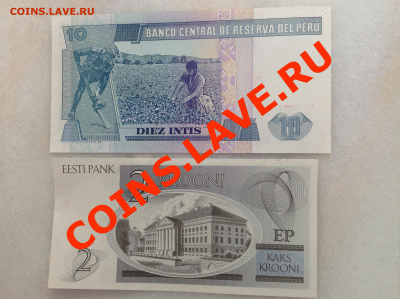 COINS.LAVE.RU
10
BANCO CENTRAL DE RESERVA DEL PERU
DIEZ INTIS
10
COINS.LAVE.RU
EESTI PANK
2 KROONI
2
EP
KAKS
KROONI